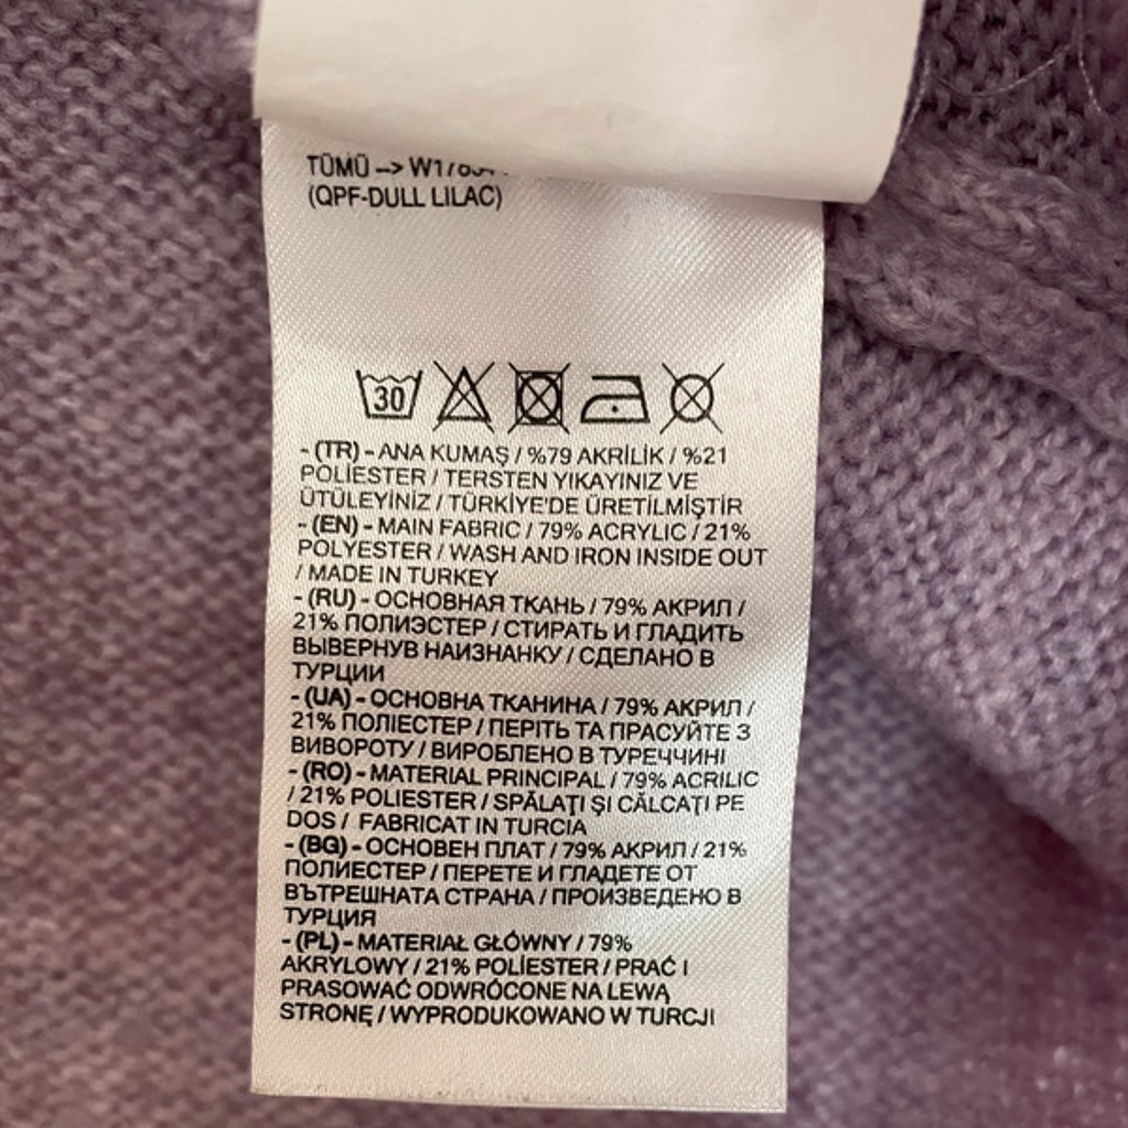 TÜMÜ -->
(QPF-DULL LILAC)
30
- (TR) - ANA KUMAŞ / %79 AKRİLİK / %21
POLİESTER / TERSTEN YIKAYINIZ VE
ÜTÜLEYİNİZ / TÜRKİYE'DE ÜRETİLMİŞTİR
- (EN) - MAIN FABRIC / 79% ACRYLIC / 21%
POLYESTER / WASH AND IRON INSIDE OUT
/ MADE IN TURKEY
- (RU) - ОСНОВНАЯ ТКАНЬ / 79% АКРИЛ /
21% ПОЛИЭСТЕР / СТИРАТЬ И ГЛАДИТЬ
ВЫВЕРНУВ НАИЗНАНКУ / СДЕЛАНО В
ТУРЦИИ
- (UA) - ОСНОВНА ТКАНИНА / 79% АКРИЛ /
21% ПОЛІЕСТЕР / ПЕРІТЬ ТА ПРАСУЙТЕ З
ВИВОРОТУ / ВИРОБЛЕНО В ТУРЕЧЧИНІ
- (RO) - MATERIAL PRINCIPAL / 79% ACRILIC
/ 21% POLIESTER / SPĂLAŢI ŞI CĂLCAŢI PE
DOS / FABRICAT IN TURCIA
- (BG) - ОСНОВЕН ПЛАТ / 79% АКРИЛ / 21%
ПОЛИЕСТЕР / ПЕРЕТЕ И ГЛАДЕТЕ ОТ
ВЪТРЕШНАТА СТРАНА / ПРОИЗВЕДЕНО В
ТУРЦИЯ
- (PL) - MATERIAŁ GŁÓWNY / 79%
AKRYLOWY / 21% POLİESTER / PRAĆ I
PRASOWAĆ ODWRÓCONE NA LEWĄ
STRONĘ / WYPRODUKOWANO W TURCJI